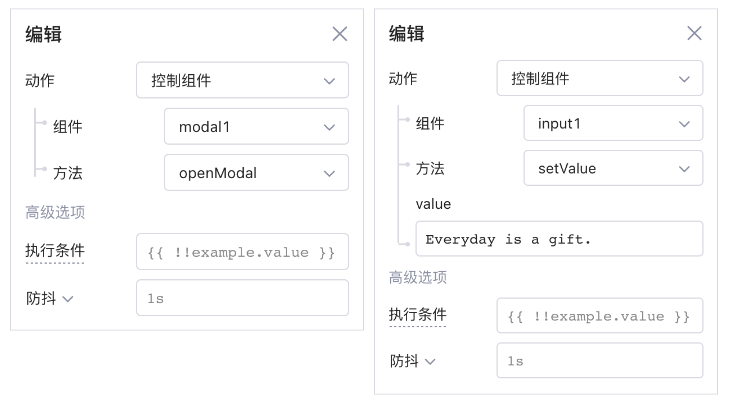 编辑
动作
控制组件
组件
modal1
方法
openModal
高级选项
执行条件
{{ !!example.value }}
防抖
1s
编辑
动作
控制组件
组件
input1
方法
setValue
value
Everyday is a gift.
高级选项
执行条件
{{ !!example.value }}
防抖
1s